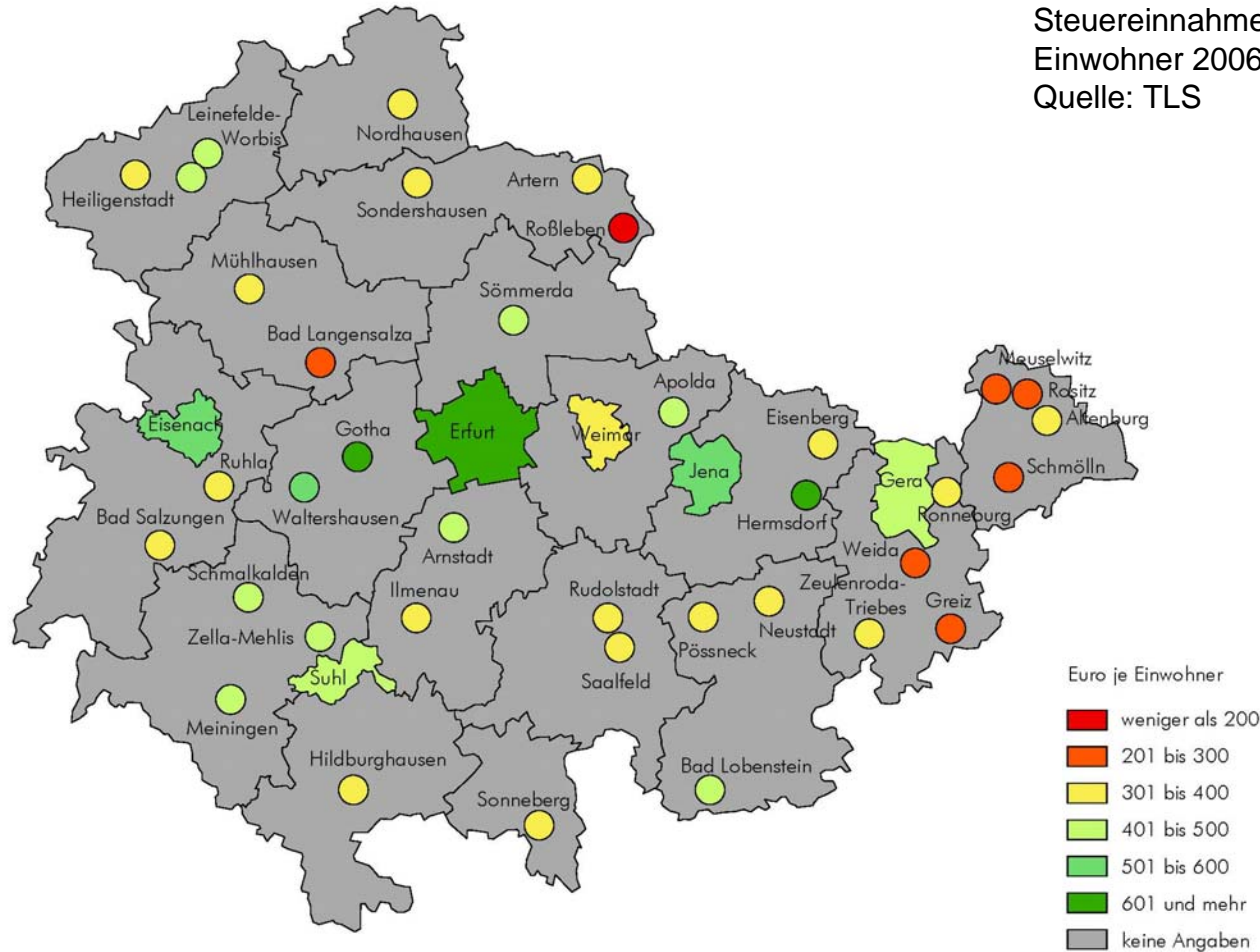 Steuereinnahme
Einwohner 2006
Quelle: TLS
Leinefelde-
Worbis
Nordhausen
Heiligenstadt
Artern
Sondershausen
Roßleben
Mühlhausen
Sömmerda
Bad Langensalza
Meuselwitz
Rositz
Altenburg
Apolda
Eisenberg
Eisenach
Gotha
Erfurt
Weimar
Jena
Ruhla
Gera
Schmölln
Waltershausen
Hermsdorf
Ronneburg
Bad Salzungen
Arnstadt
Weida
Schmalkalden
Ilmenau
Rudolstadt
Zeulenroda-
Triebes
Greiz
Zella-Mehlis
Neustadt
Pössneck
Suhl
Saalfeld
Meiningen
Hildburghausen
Sonneberg
Bad Lobenstein
Euro je Einwohner
weniger als 200
201 bis 300
301 bis 400
401 bis 500
501 bis 600
601 und mehr
keine Angaben